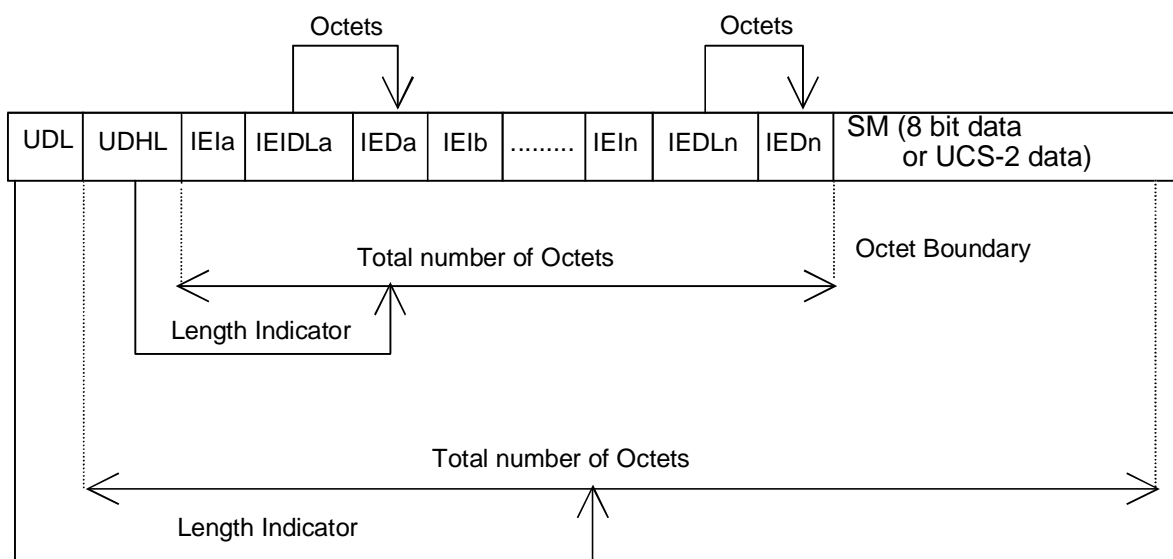 Octets Octets
UDL UDHL IEIa IEIDLa IEDa IEIb ......... IEIn IEDLn IEDn SM (8 bit data
or UCS-2 data)
Total number of Octets Octet Boundary
Length Indicator
Total number of Octets
Length Indicator